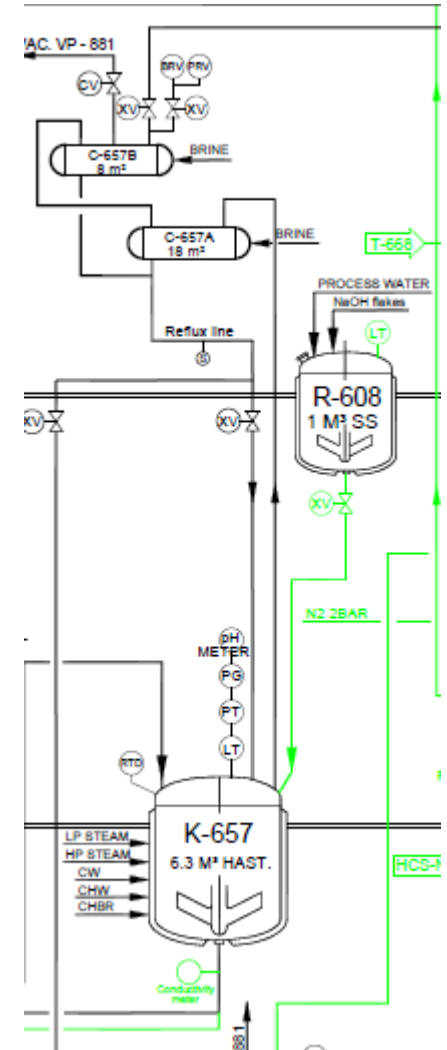 VAC. VP - 881
BRV
PRV
CV
XV
XV
BRINE
C-657B
8 m³
BRINE
C-657A
18 m³
T-668
PROCESS WATER
NaOH flakes
Reflux line
S
LT
R-608
1 M³ SS
XV
XV
XV
N2 2BAR
pH
METER
PG
PT
LT
RTD
K-657
6.3 M³ HAST.
LP STEAM
HP STEAM
CW
CHW
CHBR
HCS-
Conductivity
meter
881